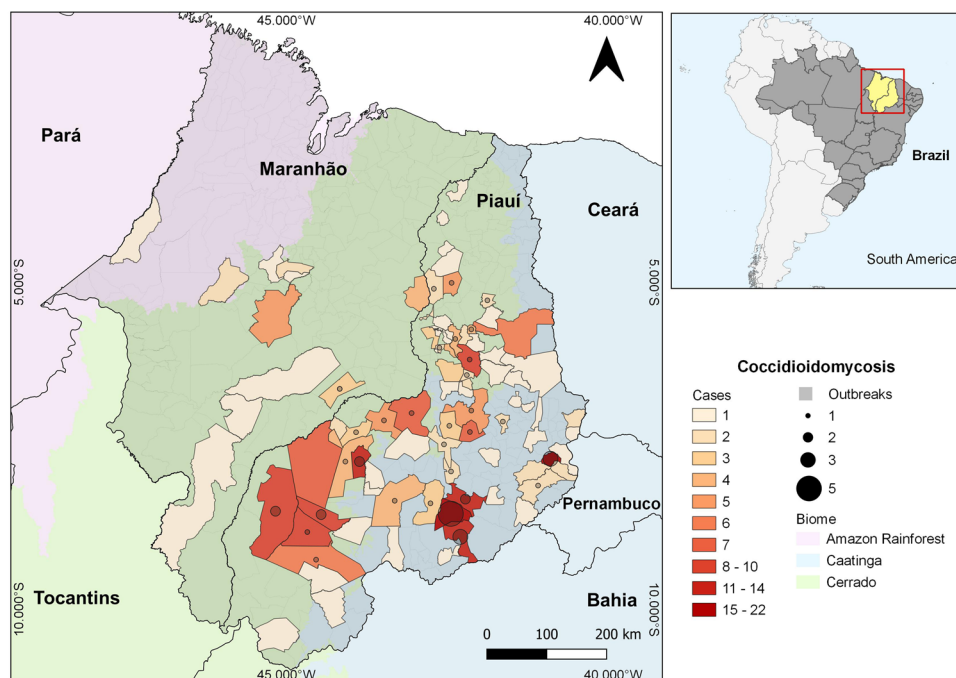 45.000°W
40.000°W
Pará
Maranhão
Piauí
Ceará
5.000°S
5.000°S
Pernambuco
Tocantins
Bahia
10.000°S
10.000°S
0 100 200 km
45.000°W
40.000°W
Brazil
South America
Coccidioidomycosis
Cases
1
2
3
4
5
6
7
8 - 10
11 - 14
15 - 22
Outbreaks
1
2
3
5
Biome
Amazon Rainforest
Caatinga
Cerrado